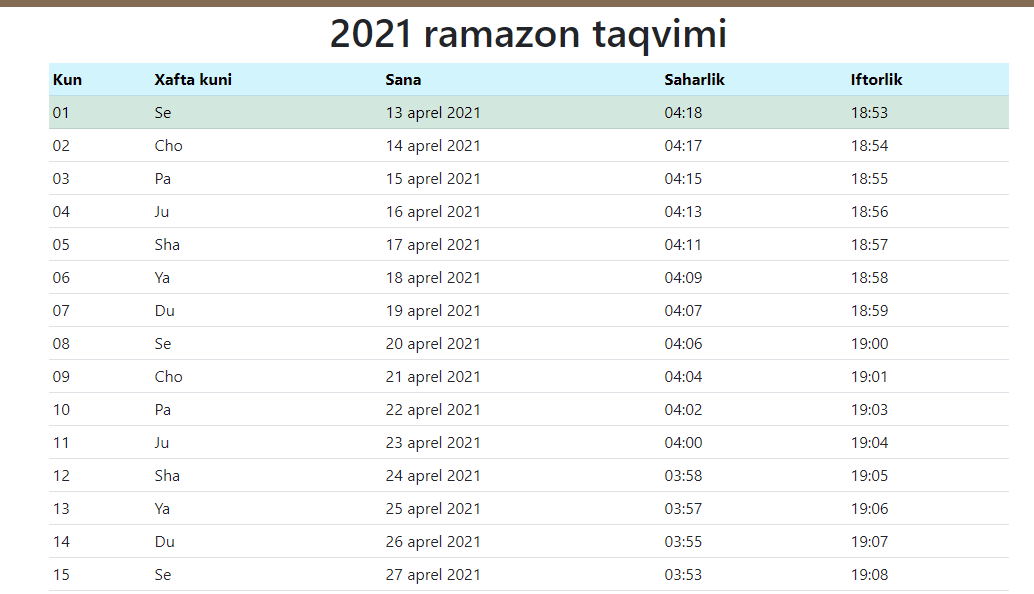 2021 ramazon taqvimi
Kun Xafta kuni Sana Saharlik Iftorlik
01 Se 13 aprel 2021 04:18 18:53
02 Cho 14 aprel 2021 04:17 18:54
03 Pa 15 aprel 2021 04:15 18:55
04 Ju 16 aprel 2021 04:13 18:56
05 Sha 17 aprel 2021 04:11 18:57
06 Ya 18 aprel 2021 04:09 18:58
07 Du 19 aprel 2021 04:07 18:59
08 Se 20 aprel 2021 04:06 19:00
09 Cho 21 aprel 2021 04:04 19:01
10 Pa 22 aprel 2021 04:02 19:03
11 Ju 23 aprel 2021 04:00 19:04
12 Sha 24 aprel 2021 03:58 19:05
13 Ya 25 aprel 2021 03:57 19:06
14 Du 26 aprel 2021 03:55 19:07
15 Se 27 aprel 2021 03:53 19:08